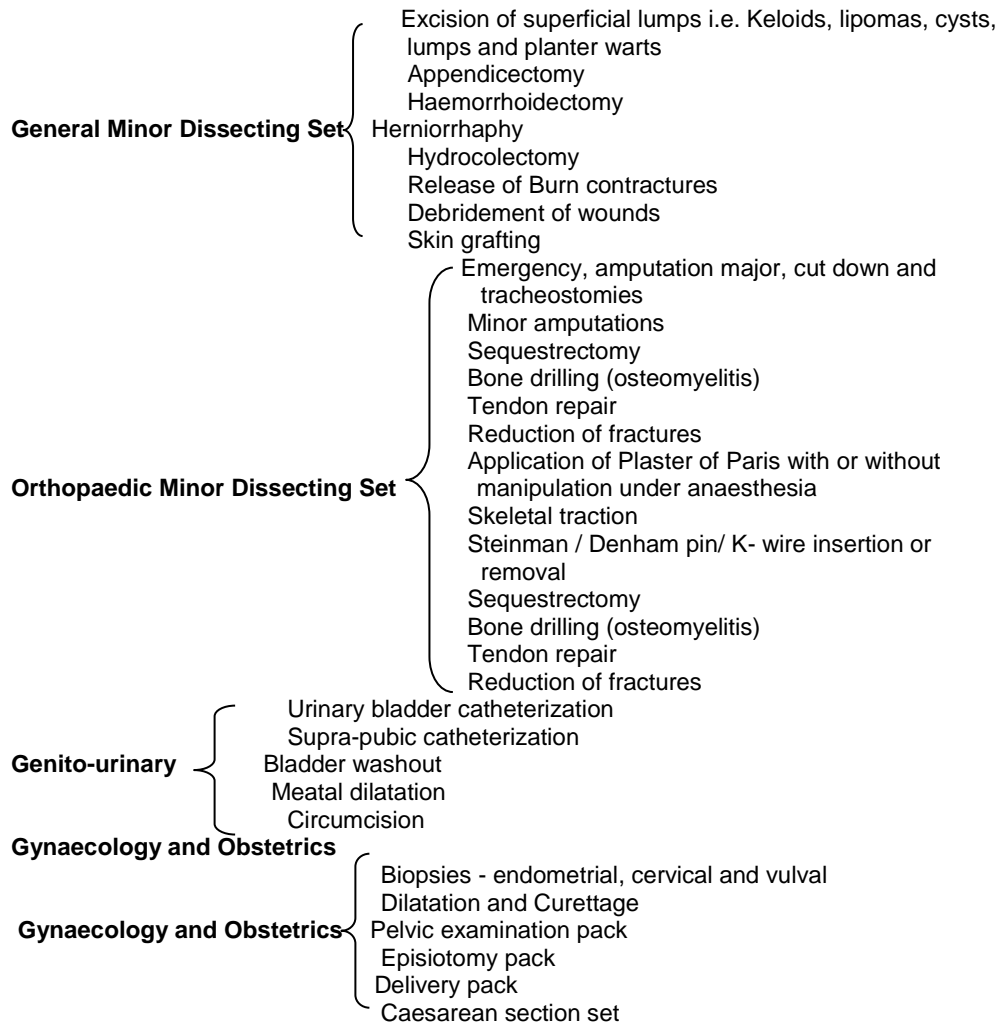 Excision of superficial lumps i.e. Keloids, lipomas, cysts,
lumps and planter warts
Appendicectomy
Haemorrhoidectomy
General Minor Dissecting Set Herniorrhaphy
Hydrocolectomy
Release of Burn contractures
Debridement of wounds
Skin grafting
Emergency, amputation major, cut down and
tracheostomies
Minor amputations
Sequestrectomy
Bone drilling (osteomyelitis)
Tendon repair
Reduction of fractures
Application of Plaster of Paris with or without
Orthopaedic Minor Dissecting Set manipulation under anaesthesia
Skeletal traction
Steinman / Denham pin/ K- wire insertion or
removal
Sequestrectomy
Bone drilling (osteomyelitis)
Tendon repair
Reduction of fractures
Urinary bladder catheterization
Supra-pubic catheterization
Genito-urinary Bladder washout
Meatal dilatation
Circumcision
Gynaecology and Obstetrics
Biopsies - endometrial, cervical and vulval
Dilatation and Curettage
Gynaecology and Obstetrics Pelvic examination pack
Episiotomy pack
Delivery pack
Caesarean section set